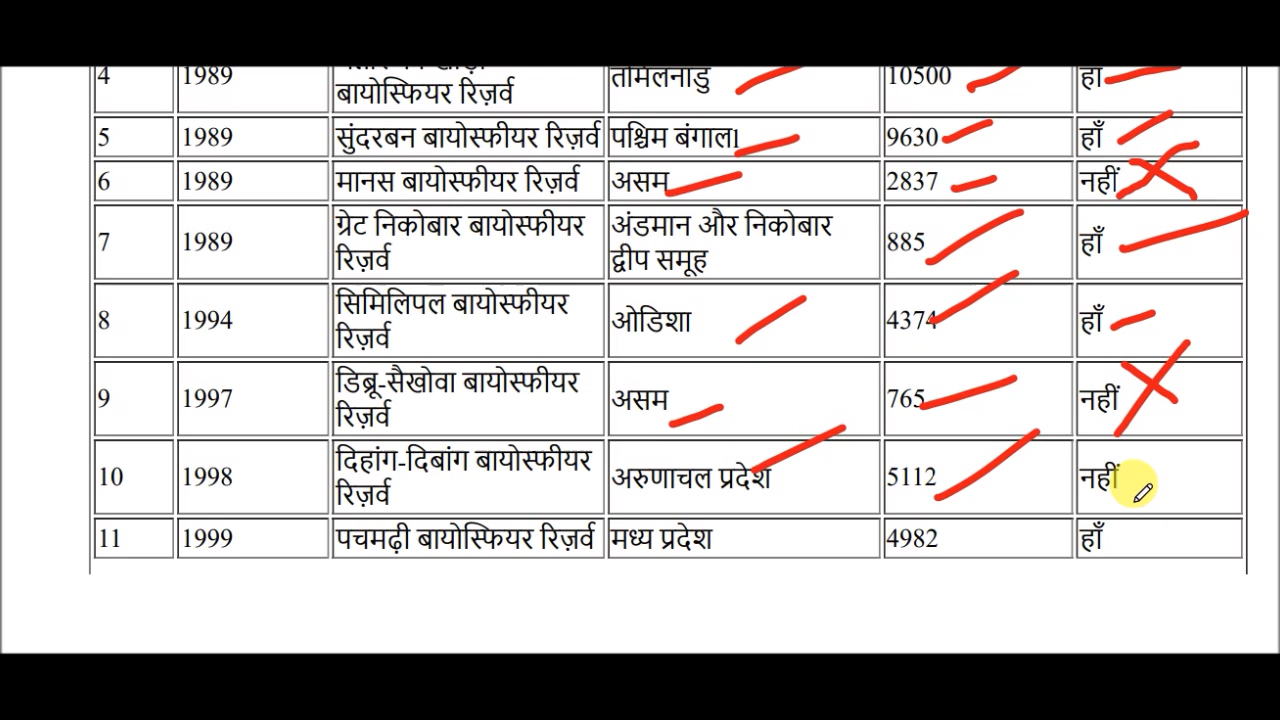 4 1989 तमिलनाडु 10500 हाँ
बायोस्फियर रिज़र्व
5 1989 सुंदरबन बायोस्फीयर रिज़र्व पश्चिम बंगाल1 9630 हाँ
6 1989 मानस बायोस्फीयर रिज़र्व असम 2837 नहीं
ग्रेट निकोबार बायोस्फीयर अंडमान और निकोबार
7 1989 885 हाँ
रिज़र्व द्वीप समूह
सिमिलिपल बायोस्फीयर
8 1994 ओडिशा 4374 हाँ
रिज़र्व
डिब्रू-सैखोवा बायोस्फीयर
9 1997 असम 765 नहीं
रिज़र्व
दिहांग-दिबांग बायोस्फीयर
10 1998 अरुणाचल प्रदेश 5112 नहीं
रिज़र्व
11 1999 पचमढ़ी बायोस्फियर रिज़र्व मध्य प्रदेश 4982 हाँ